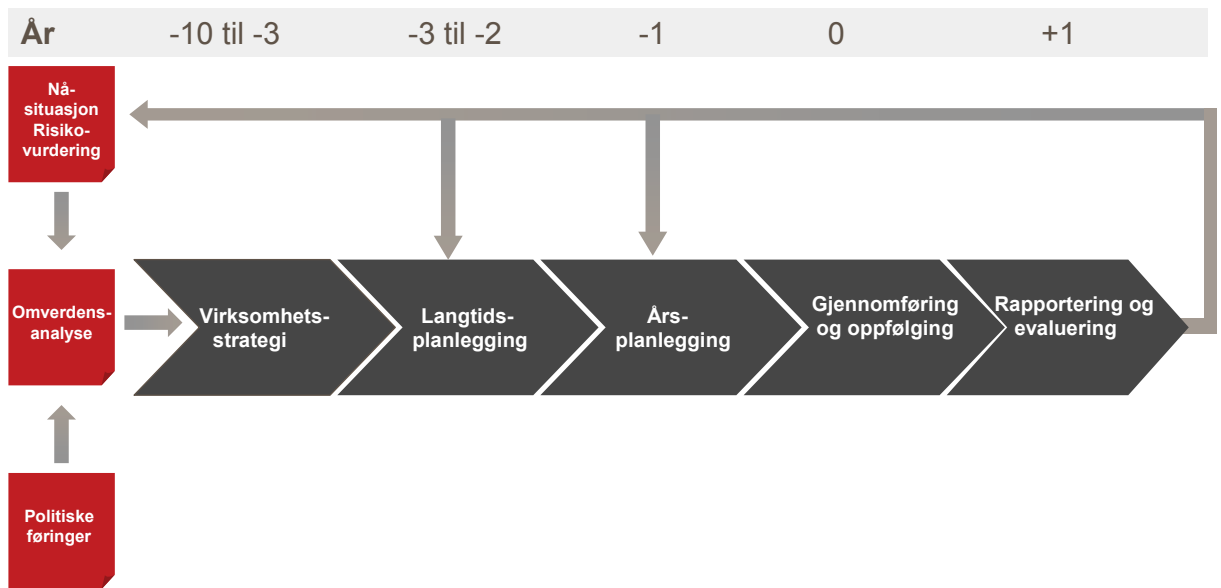 År -10 til -3 -3 til -2 -1 0 +1
Nå-
situasjon
Risiko-
vurdering
Omverdens-
analyse
Virksomhets-
strategi
Langtids-
planlegging
Års-
planlegging
Gjennomføring
og oppfølging
Rapportering og
evaluering
Politiske
føringer